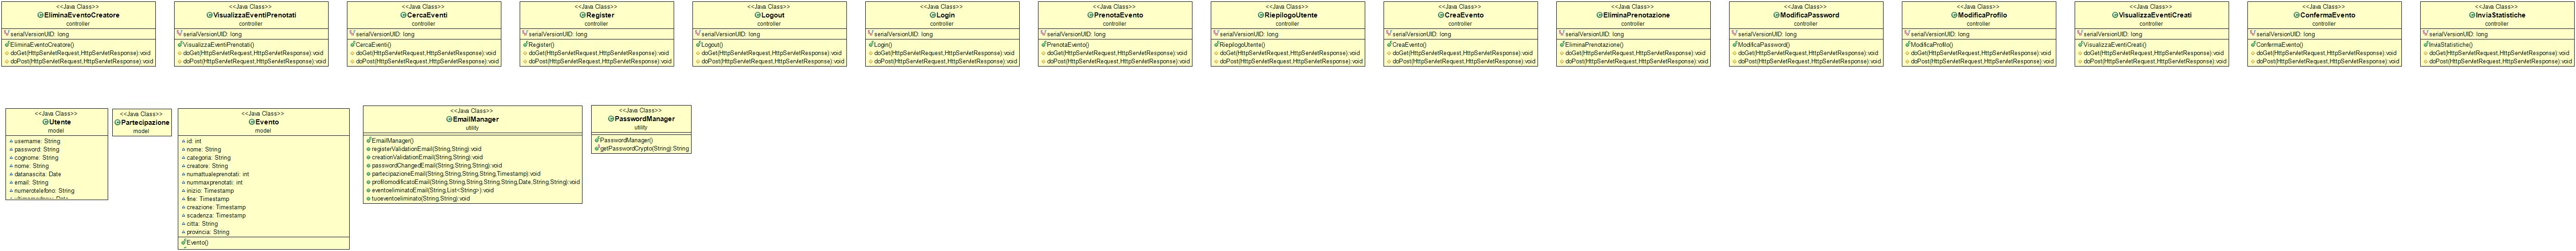 <<Java Class>>
EliminaEventoCreatore
controller
serialVersionUID: long
EliminaEventoCreatore()
doGet(HttpServletRequest,HttpServletResponse):void
doPost(HttpServletRequest,HttpServletResponse):void
<<Java Class>>
VisualizzaEventiPrenotati
controller
serialVersionUID: long
VisualizzaEventiPrenotati()
doGet(HttpServletRequest,HttpServletResponse):void
doPost(HttpServletRequest,HttpServletResponse):void
<<Java Class>>
CercaEventi
controller
serialVersionUID: long
CercaEventi()
doGet(HttpServletRequest,HttpServletResponse):void
doPost(HttpServletRequest,HttpServletResponse):void
<<Java Class>>
Register
controller
serialVersionUID: long
Register()
doGet(HttpServletRequest,HttpServletResponse):void
doPost(HttpServletRequest,HttpServletResponse):void
<<Java Class>>
Logout
controller
serialVersionUID: long
Logout()
doGet(HttpServletRequest,HttpServletResponse):void
doPost(HttpServletRequest,HttpServletResponse):void
<<Java Class>>
Login
controller
serialVersionUID: long
Login()
doGet(HttpServletRequest,HttpServletResponse):void
doPost(HttpServletRequest,HttpServletResponse):void
<<Java Class>>
PrenotaEvento
controller
serialVersionUID: long
PrenotaEvento()
doGet(HttpServletRequest,HttpServletResponse):void
doPost(HttpServletRequest,HttpServletResponse):void
<<Java Class>>
RiepilogoUtente
controller
serialVersionUID: long
RiepilogoUtente()
doGet(HttpServletRequest,HttpServletResponse):void
doPost(HttpServletRequest,HttpServletResponse):void
<<Java Class>>
CreaEvento
controller
serialVersionUID: long
CreaEvento()
doGet(HttpServletRequest,HttpServletResponse):void
doPost(HttpServletRequest,HttpServletResponse):void
<<Java Class>>
EliminaPrenotazione
controller
serialVersionUID: long
EliminaPrenotazione()
doGet(HttpServletRequest,HttpServletResponse):void
doPost(HttpServletRequest,HttpServletResponse):void
<<Java Class>>
ModificaPassword
controller
serialVersionUID: long
ModificaPassword()
doGet(HttpServletRequest,HttpServletResponse):void
doPost(HttpServletRequest,HttpServletResponse):void
<<Java Class>>
ModificaProfilo
controller
serialVersionUID: long
ModificaProfilo()
doGet(HttpServletRequest,HttpServletResponse):void
doPost(HttpServletRequest,HttpServletResponse):void
<<Java Class>>
VisualizzaEventiCreati
controller
serialVersionUID: long
VisualizzaEventiCreati()
doGet(HttpServletRequest,HttpServletResponse):void
doPost(HttpServletRequest,HttpServletResponse):void
<<Java Class>>
ConfermaEvento
controller
serialVersionUID: long
ConfermaEvento()
doGet(HttpServletRequest,HttpServletResponse):void
doPost(HttpServletRequest,HttpServletResponse):void
<<Java Class>>
InviaStatistiche
controller
serialVersionUID: long
InviaStatistiche()
doGet(HttpServletRequest,HttpServletResponse):void
doPost(HttpServletRequest,HttpServletResponse):void
<<Java Class>>
Utente
model
username: String
password: String
cognome: String
nome: String
datanascita: Date
email: String
numerotelefono: String
<<Java Class>>
Partecipazione
model
<<Java Class>>
Evento
model
id: int
nome: String
categoria: String
creatore: String
numattualeprenotati: int
nummaxprenotati: int
inizio: Timestamp
fine: Timestamp
creazione: Timestamp
scadenza: Timestamp
citta: String
provincia: String
Evento()
<<Java Class>>
EmailManager
utility
EmailManager()
registerValidationEmail(String,String):void
creationValidationEmail(String):void
passwordChangedEmail(String,String,String):void
partecipazioneEmail(String,String,String,String,Timestamp):void
profilomodificatoEmail(String,String,String,String,String,Date,String,String):void
eventoeliminatoEmail(String,List<String>):void
tuoeventoeliminato(String,String):void
<<Java Class>>
PasswordManager
utility
PasswordManager()
getPasswordCrypto(String):String